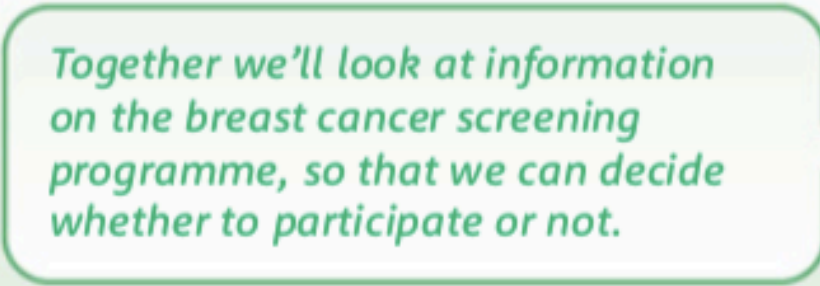 Together we'll look at information
on the breast cancer screening
programme, so that we can decide
whether to participate or not.